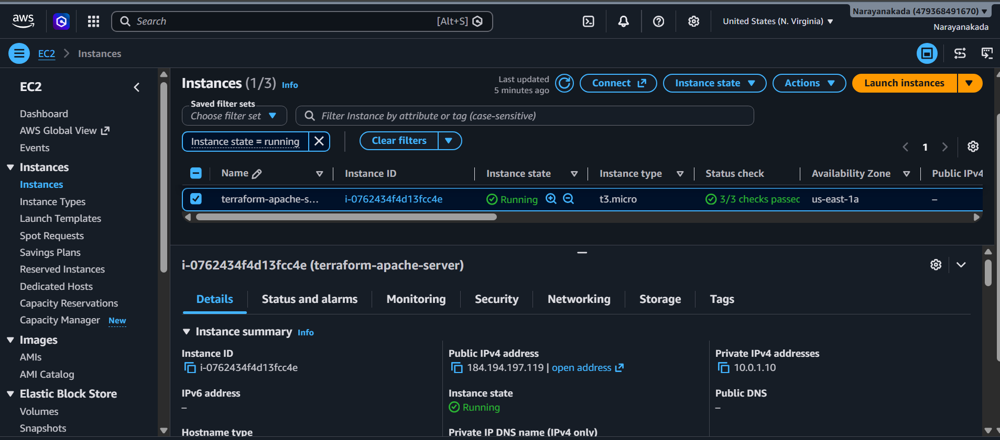 aws
Search
[Alt+S]
United States (N. Virginia)
Narayanakada (479368491670)
Narayanakada
EC2
Instances
EC2
Dashboard
AWS Global View
Events
Instances
Instances
Instance Types
Launch Templates
Spot Requests
Savings Plans
Reserved Instances
Dedicated Hosts
Capacity Reservations
Capacity Manager New
Images
AMIs
AMI Catalog
Elastic Block Store
Volumes
Snapshots
Instances (1/3) Info
Last updated
5 minutes ago
Connect
Instance state
Actions
Launch instances
Saved filter sets
Choose filter set
Filter Instance by attribute or tag (case-sensitive)
Instance state = running
Clear filters
1
Name Instance ID Instance state Instance type Status check Availability Zone Public IPv4
terraform-apache-s... i-0762434f4d13fcc4e Running t3.micro 3/3 checks passec us-east-1a –
i-0762434f4d13fcc4e (terraform-apache-server)
Details Status and alarms Monitoring Security Networking Storage Tags
Instance summary Info
Instance ID
i-0762434f4d13fcc4e
Public IPv4 address
184.194.197.119 | open address
Private IPv4 addresses
10.0.1.10
IPv6 address
–
Instance state
Running
Public DNS
–
Hostname type
Private IP DNS name (IPv4 only)